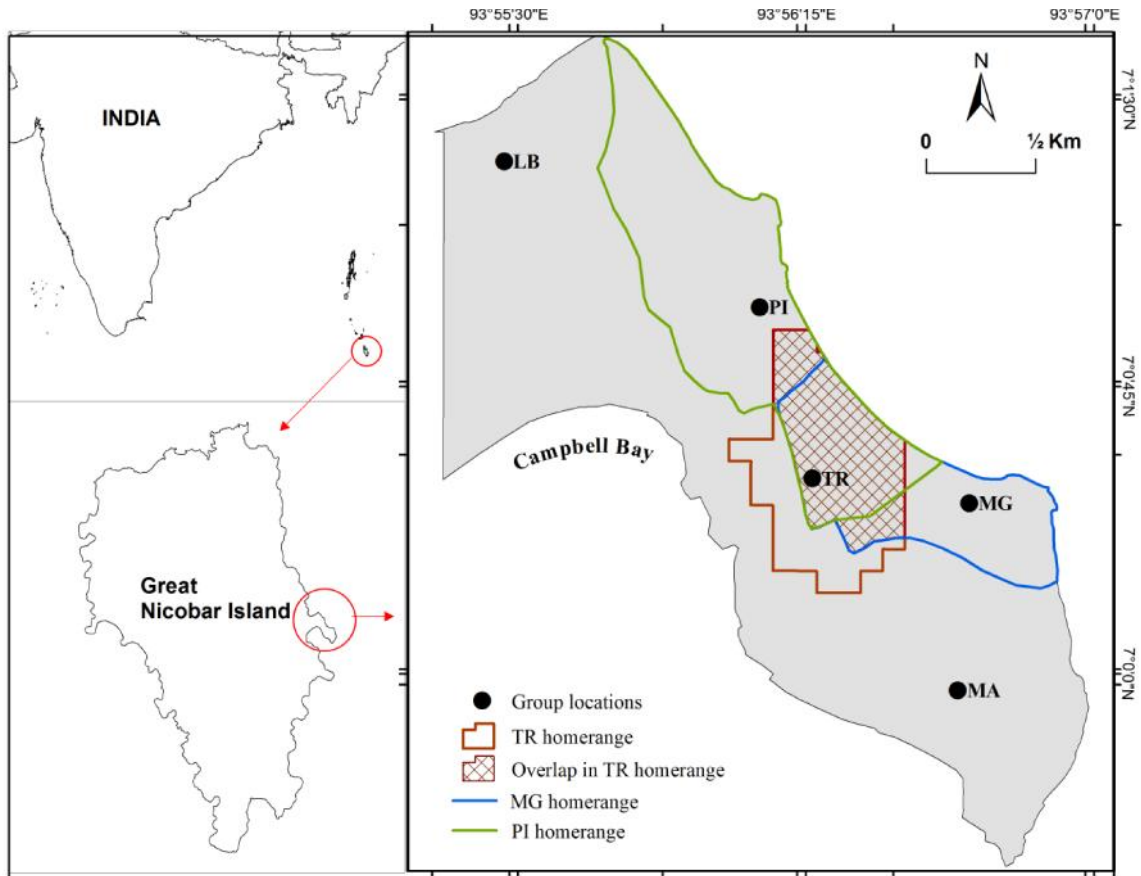 93°55'30"E
93°56'15"E
93°57'0"E
INDIA
N
0 ½ Km
7°1'30"N
LB
PI
7°0'45"N
Campbell Bay
TR
MG
Great
Nicobar Island
7°0'0"N
MA
Group locations
TR homerange
Overlap in TR homerange
MG homerange
PI homerange